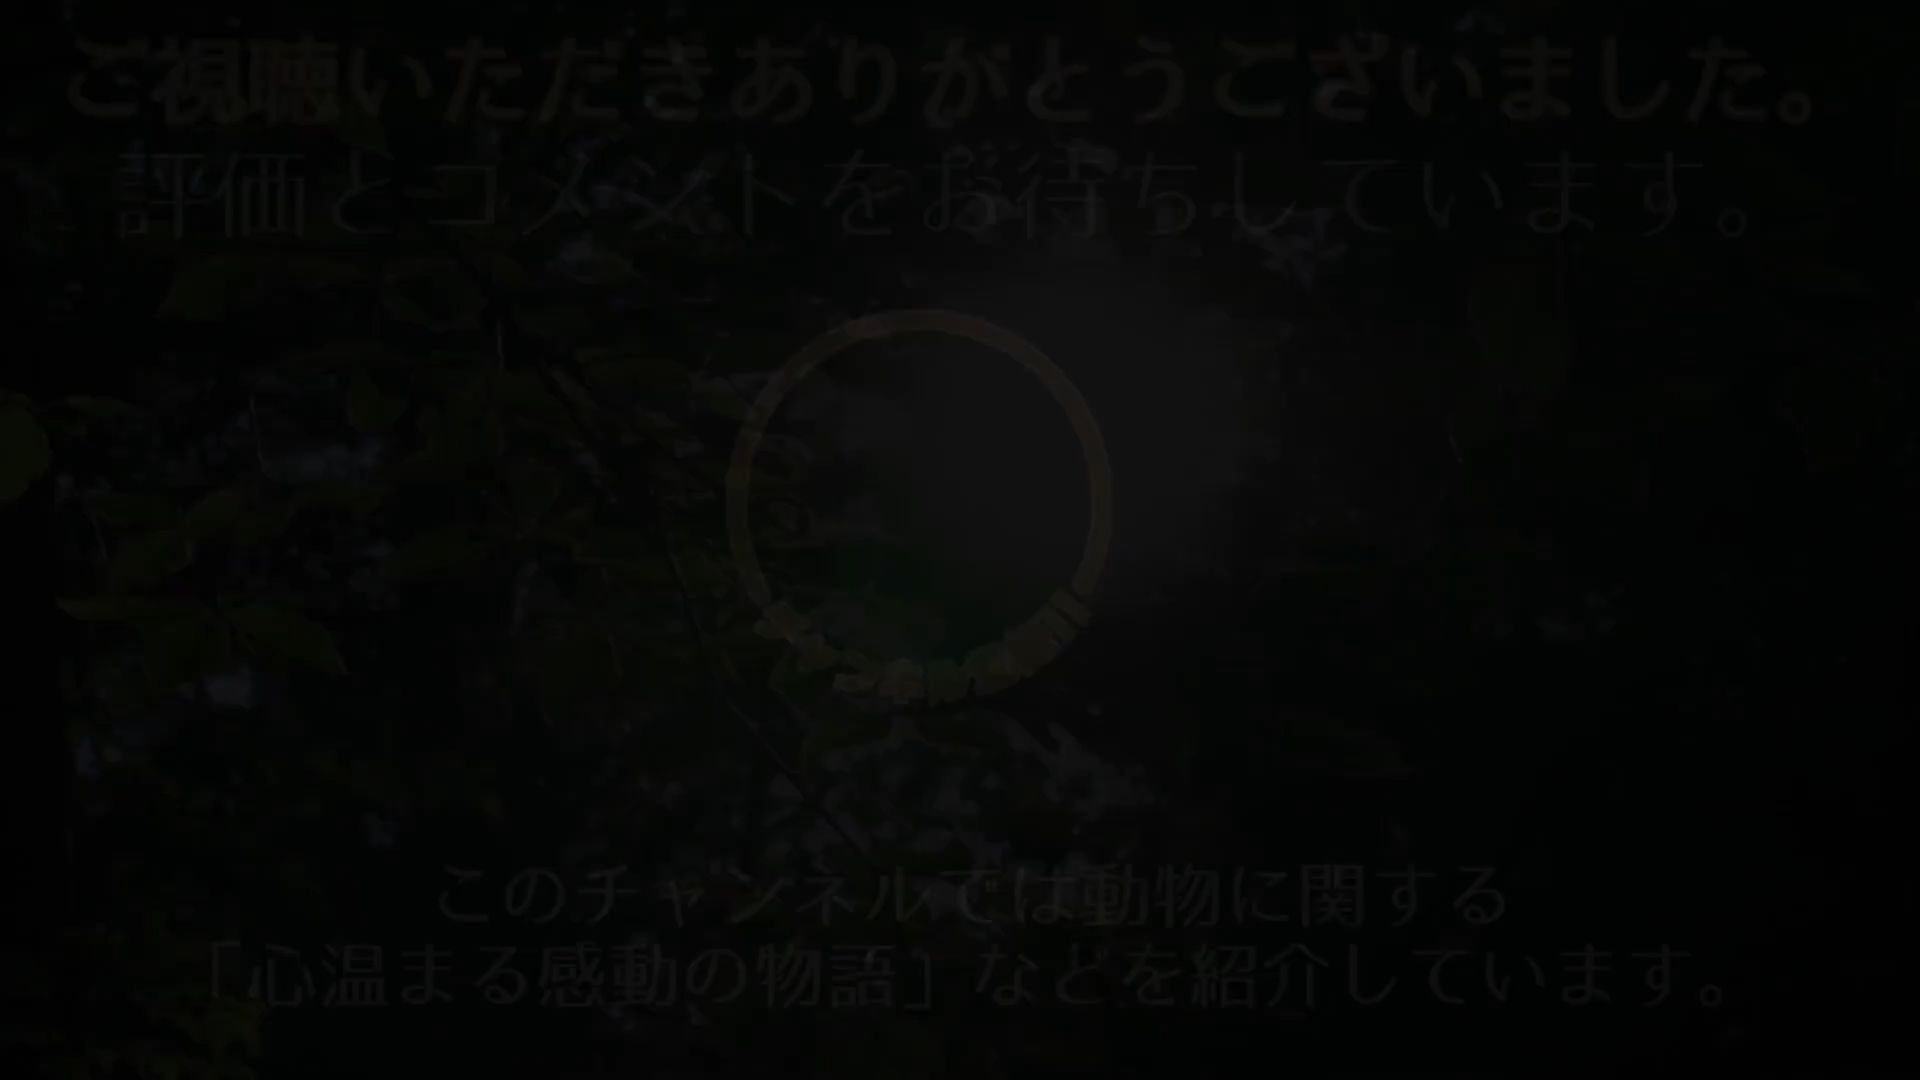 ご視聴いただきありがとうございました。
評価とコメントをお待ちしています。
このチャンネルでは動物に関する
「心温まる感動の物語」などを紹介しています。